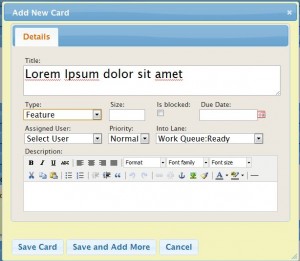 Add New Card
Details
Title:
Lorem Ipsum dolor sit amet
Type: Size: Is blocked: Due Date:
Feature
Assigned User: Priority: Into Lane:
Select User Normal Work Queue:Ready
Description:
B I U ABC Format Font family Font size
HTML
A
Save Card Save and Add More Cancel